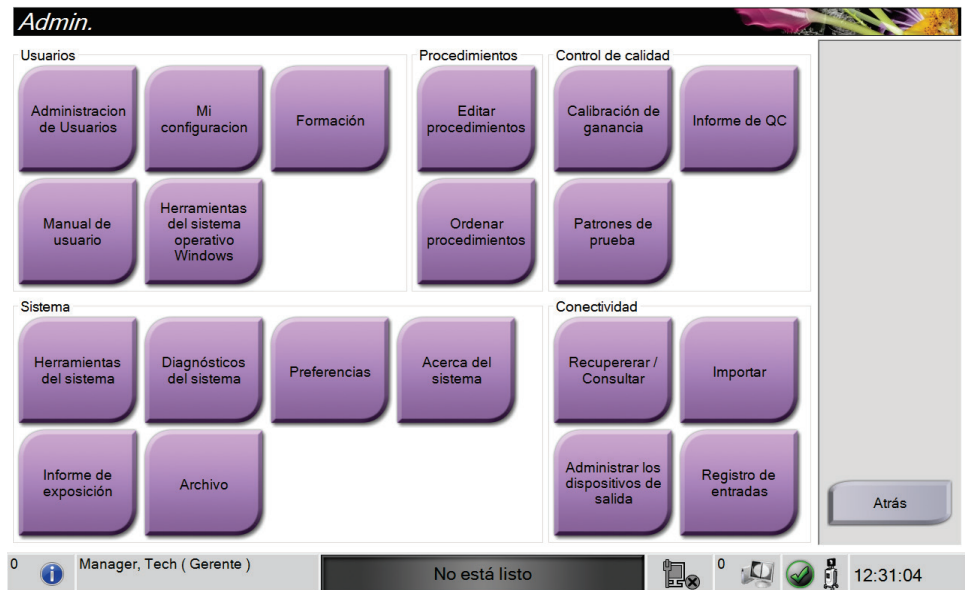 Admin.
Usuarios
Administracion
de Usuarios
Mi
configuracion
Formación
Manual de
usuario
Herramientas
del sistema
operativo
Windows
Procedimientos
Editar
procedimientos
Ordenar
procedimientos
Control de calidad
Calibración de
ganancia
Informe de QC
Patrones de
prueba
Sistema
Herramientas
del sistema
Diagnósticos
del sistema
Preferencias
Acerca del
sistema
Informe de
exposición
Archivo
Conectividad
Recupererar /
Consultar
Importar
Administrar los
dispositivos de
salida
Registro de
entradas
Atrás
0
Manager, Tech ( Gerente )
No está listo
0
12:31:04